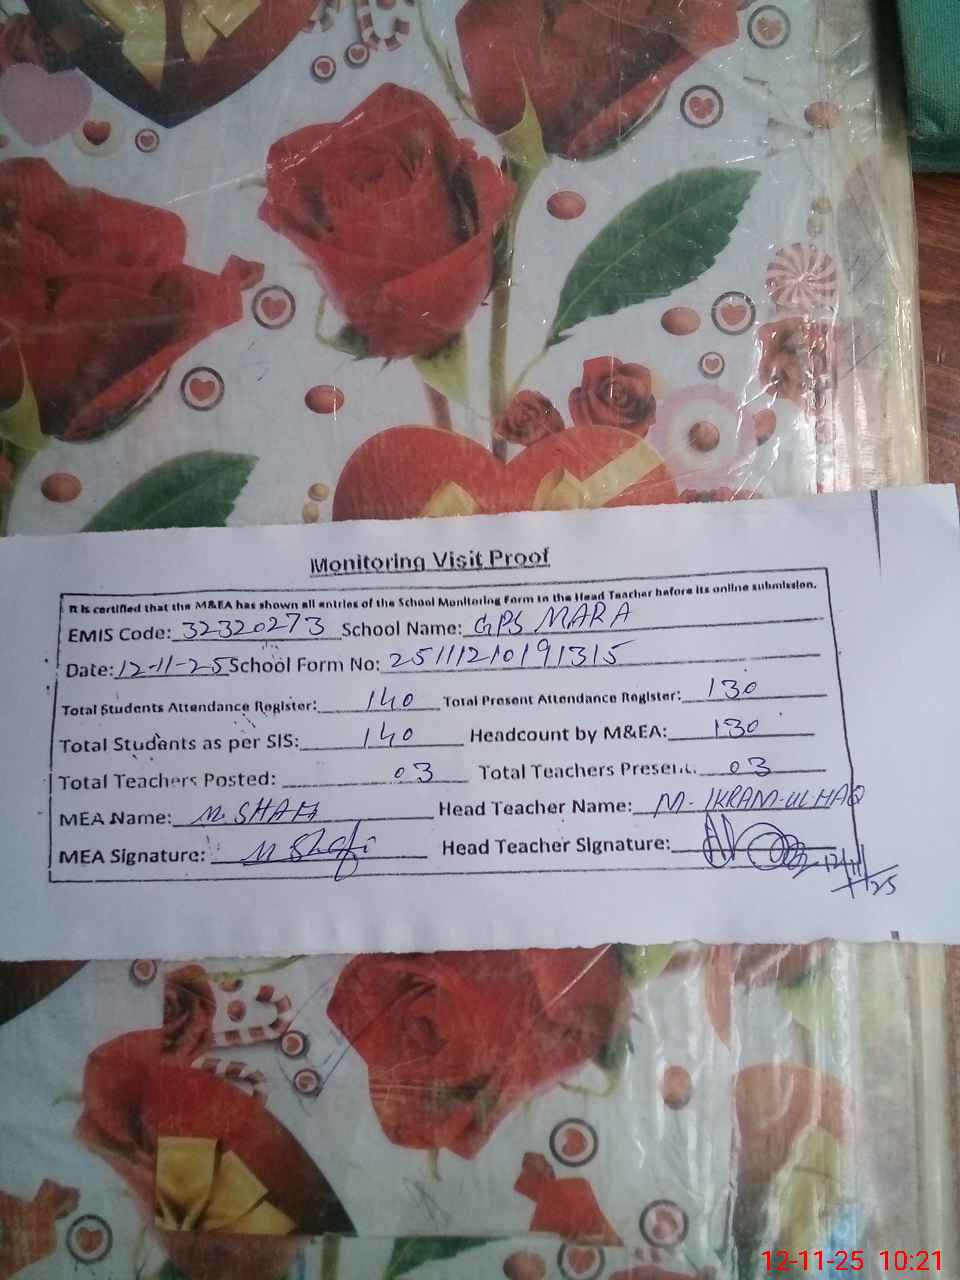 Monitoring Visit Proof
It is certified that the M&EA has shown all entries of the School Monitoring Form to the Head Teacher before its online submission.
EMIS Code: 32320273 School Name: GPS MARA
Date: 12-11-25 School Form No: 25111210191315
Total Students Attendance Register: 140 Total Present Attendance Register: 130
Total Students as per SIS: 140 Headcount by M&EA: 130
Total Teachers Posted: 03 Total Teachers Present: 03
MEA Name: M. SHAFI Head Teacher Name: M. IKRAM-UL-HAQ
MEA Signature: M Shafi Head Teacher Signature:
12/11/25
12-11-25 10:21